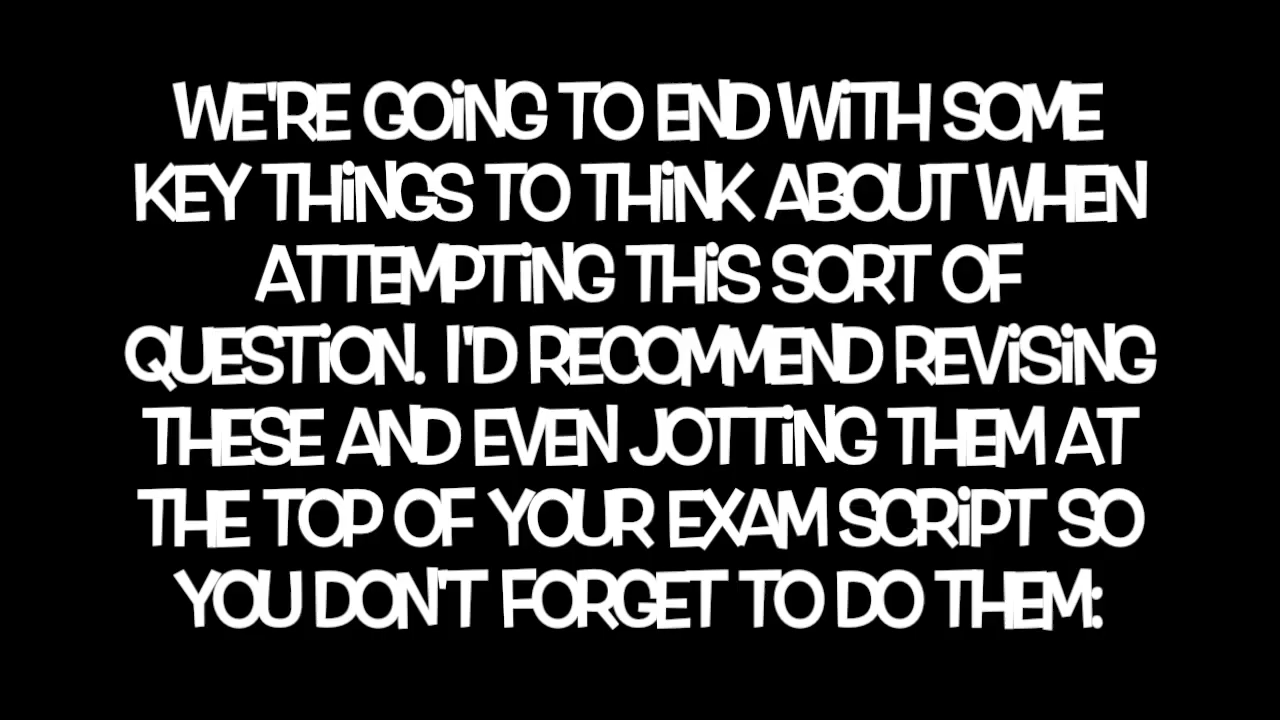 WE'RE GOiNG TO END WiTH SOME
KEY THiNGS TO THiNK ABOUT WHEN
ATTEMPTiNG THiS SORT OF
QUESTiON. I'D RECOMMEND REViSiNG
THESE AND EVEN JOTTiNG THEM AT
THE TOP OF YOUR EXAM SCRiPT SO
YOU DON'T FORGET TO DO THEM: